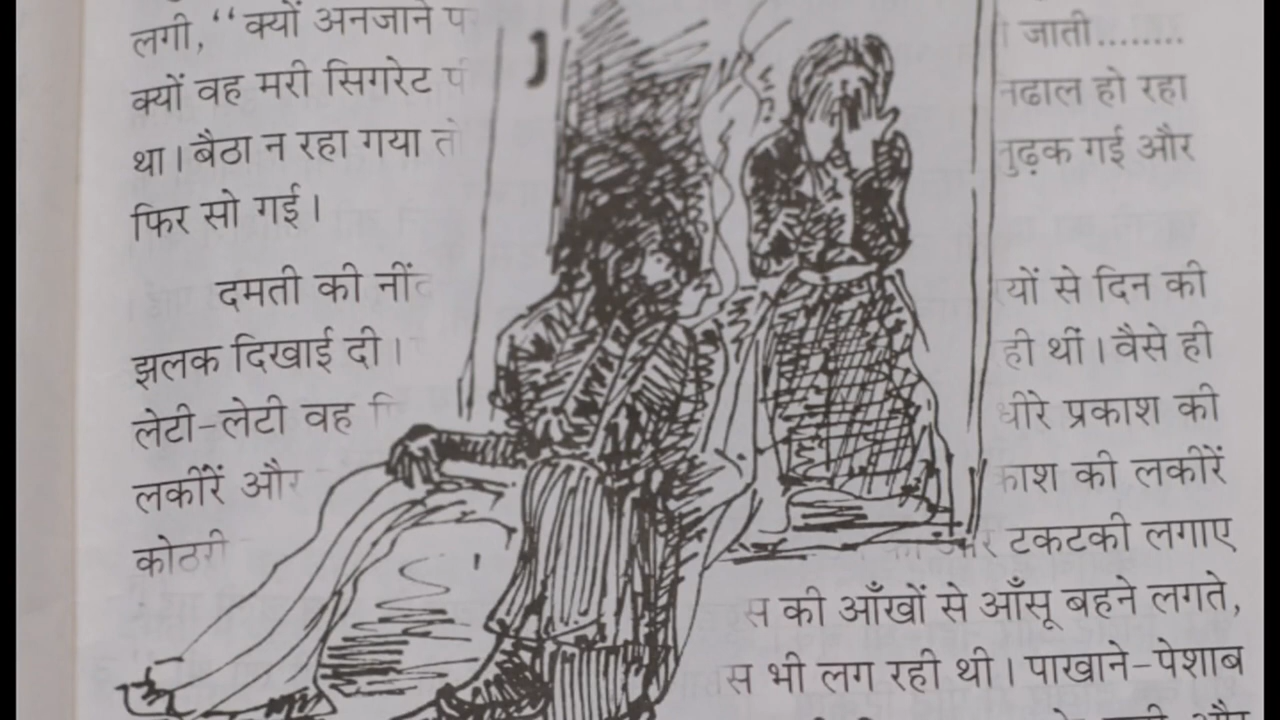 लगी, “क्यों अनजाने जाती........
क्यों वह मरी सिगरेट हो रहा
था। बैठा न रहा गया तो गई और
फिर सो गई।
दमती की से दिन की
झलक दिखाई दी। ही थीं। वैसे ही
लेटी-लेटी वह प्रकाश की
लकीरें और की लकीरें
कोठरी टकटकी लगाए
की आँखों से आँसू बहने लगते,
भी लग रही थी। पाखाने-पेशाब